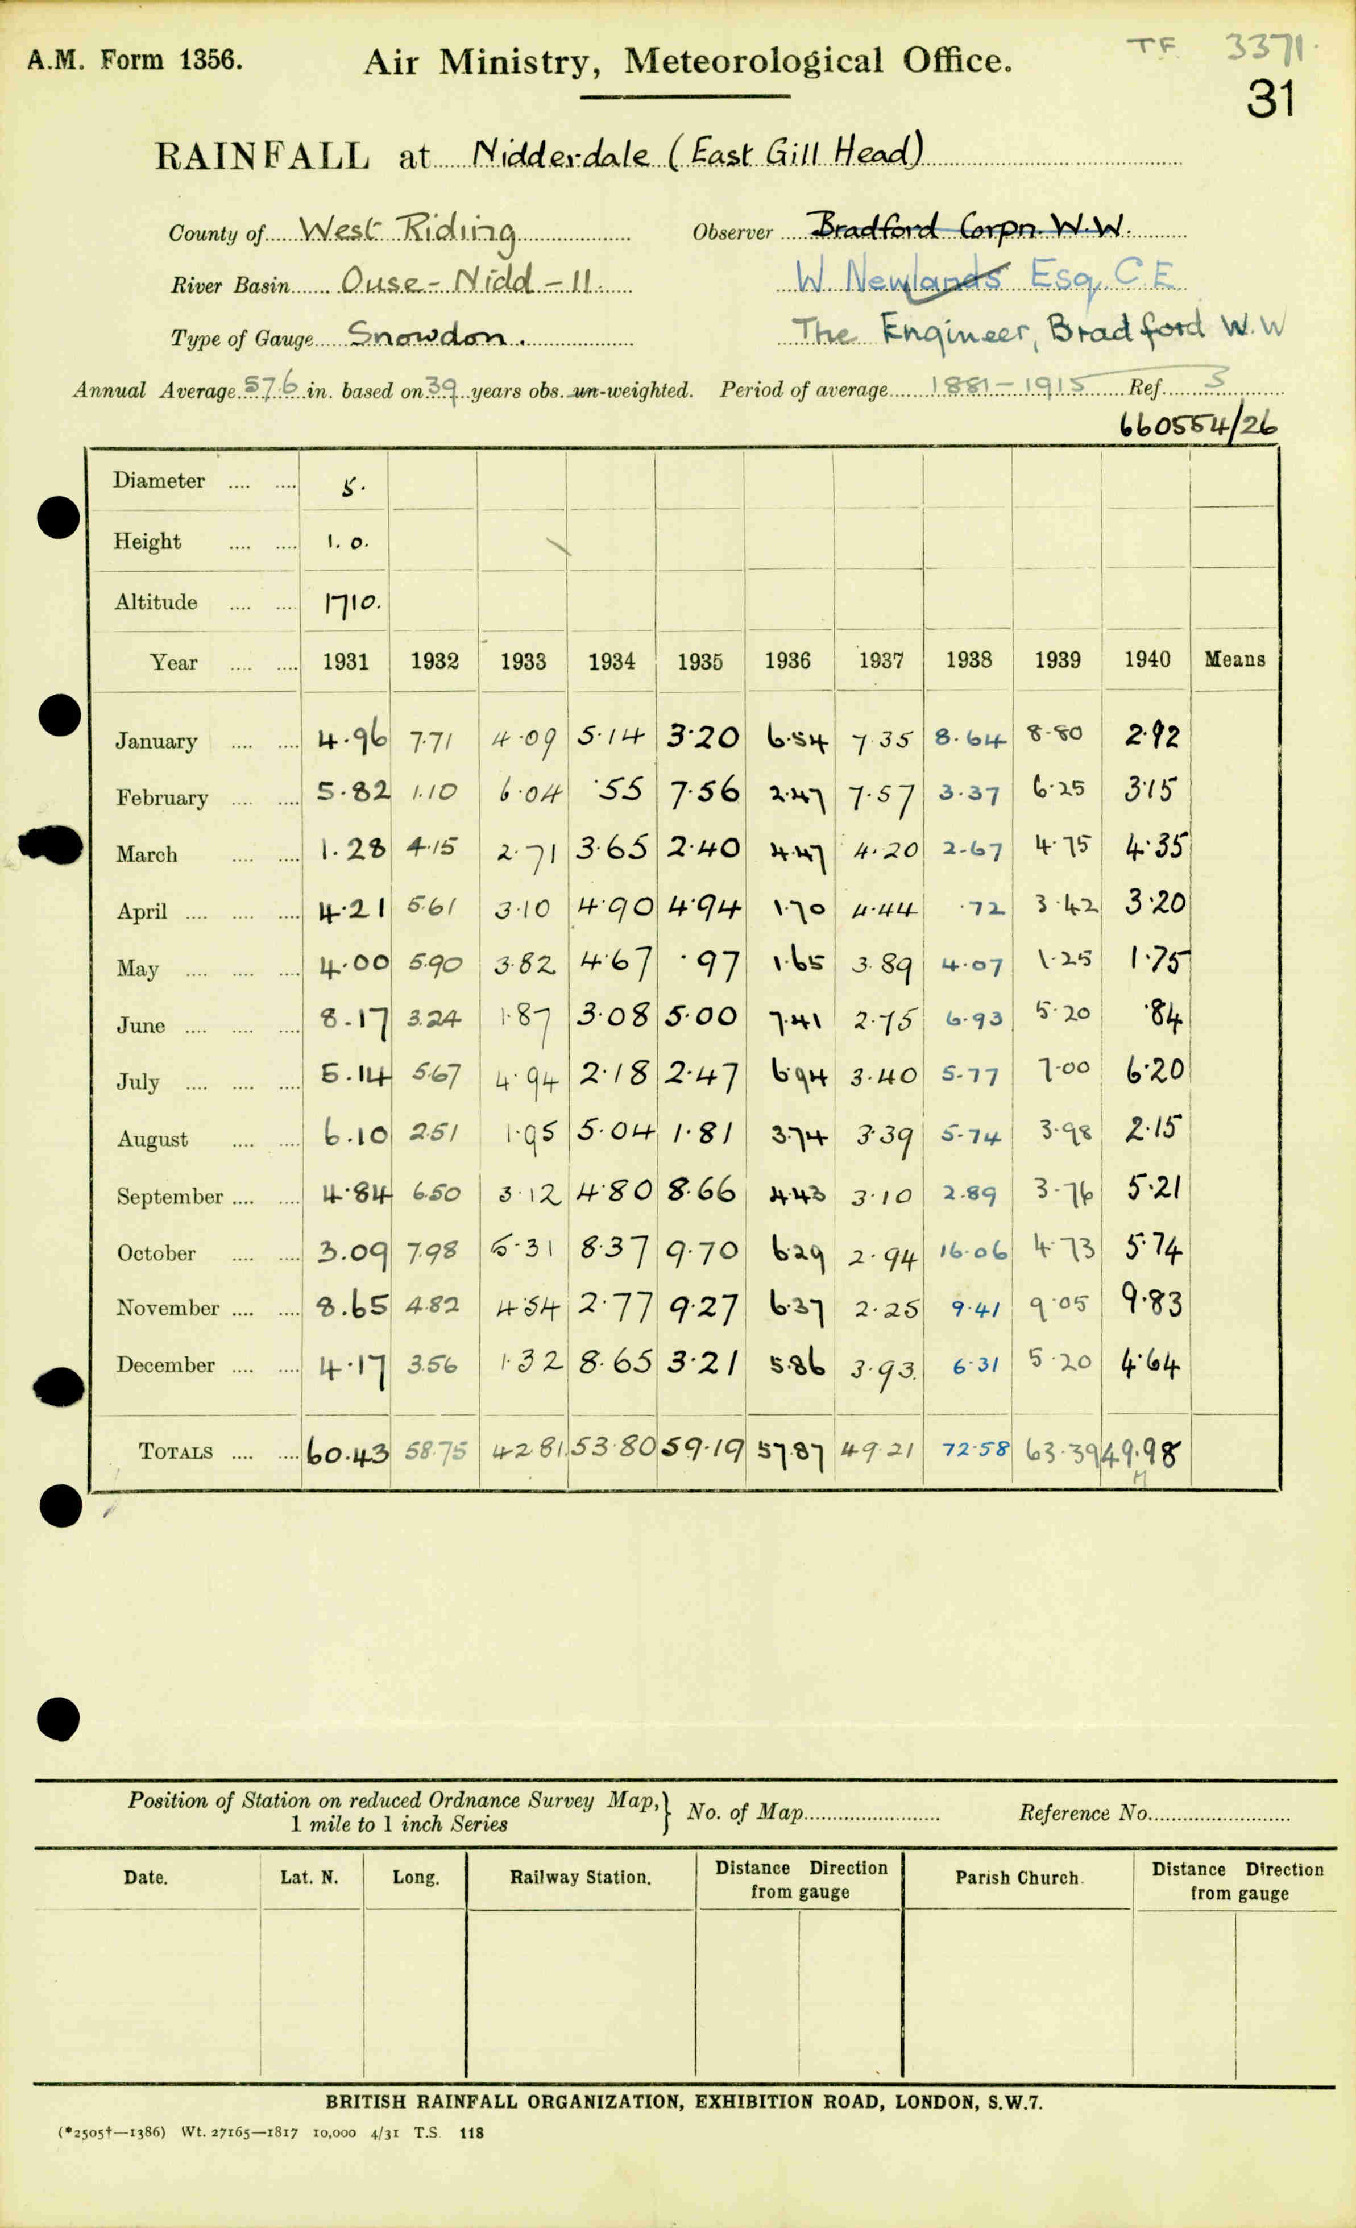 A.M. Form 1356. Air Ministry, Meteorological Office. TF 3371.
31
RAINFALL at Nidderdale (East Gill Head)
County of West Riding Observer Bradford Corpn. W.W.
River Basin Ouse - Nidd - 11. W. Newlands Esq. C.E.
Type of Gauge Snowdon. The Engineer, Bradford W.W
Annual Average 57.6 in. based on 39 years obs. un-weighted. Period of average 1881-1915 Ref. 3
660554/26
Diameter .... .... 5.
Height .... .... 1.0.
Altitude .... .... 1710.
Year .... .... 1931 1932 1933 1934 1935 1936 1937 1938 1939 1940 Means
January .... .... 4.96 7.71 4.09 5.14 3.20 6.54 7.35 8.64 8.80 2.92
February .... .... 5.82 1.10 6.04 .55 7.56 2.47 7.57 3.37 6.25 3.15
March .... .... 1.28 4.15 2.71 3.65 2.40 4.47 4.20 2.67 4.75 4.35
April .... .... .... 4.21 5.61 3.10 4.90 4.94 1.70 4.44 .72 3.42 3.20
May .... .... .... 4.00 5.90 3.82 4.67 .97 1.65 3.89 4.07 1.25 1.75
June .... .... .... 8.17 3.24 1.87 3.08 5.00 7.41 2.75 6.93 5.20 .84
July .... .... .... 5.14 5.67 4.94 2.18 2.47 6.94 3.40 5.77 7.00 6.20
August .... .... 6.10 2.51 1.95 5.04 1.81 3.74 3.39 5.74 3.98 2.15
September .... .... 4.84 6.50 3.12 4.80 8.66 4.43 3.10 2.89 3.76 5.21
October .... .... 3.09 7.98 5.31 8.37 9.70 6.29 2.94 16.06 4.73 5.74
November .... .... 8.65 4.82 4.54 2.77 9.27 6.37 2.25 9.41 9.05 9.83
December .... .... 4.17 3.56 1.32 8.65 3.21 5.86 3.93 6.31 5.20 4.64
TOTALS .... .... 60.43 58.75 42.81 53.80 59.19 57.87 49.21 72.58 63.39 49.98
M
Position of Station on reduced Ordnance Survey Map, } No. of Map Reference No.
1 mile to 1 inch Series
Date. Lat. N. Long. Railway Station. Distance Direction from gauge Parish Church. Distance Direction from gauge
BRITISH RAINFALL ORGANIZATION, EXHIBITION ROAD, LONDON, S.W.7.
(*2505†—1386) Wt. 27165—1817 10,000 4/31 T.S. 118